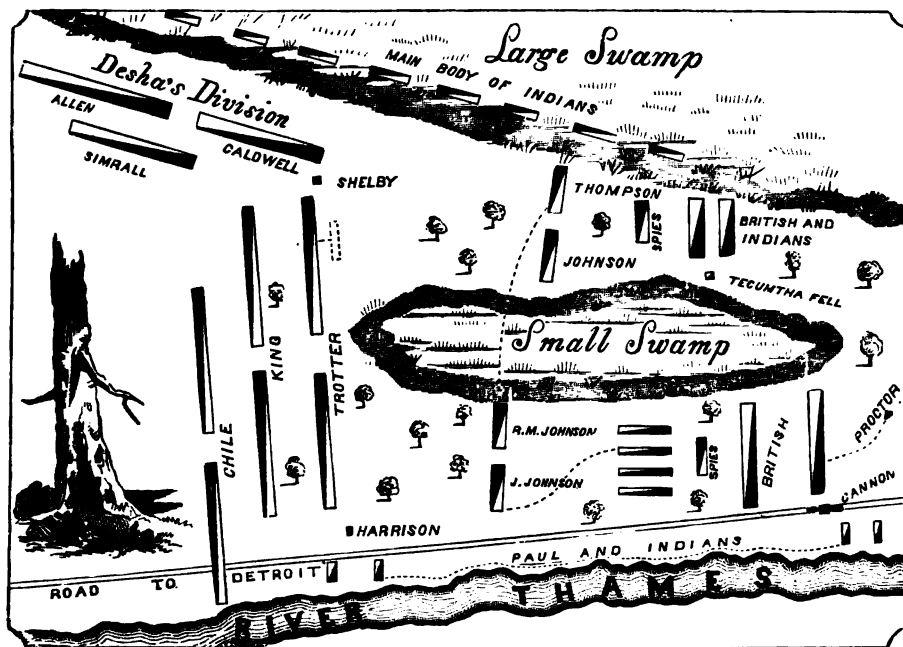 Large Swamp
MAIN BODY OF INDIANS
Desha's Division
ALLEN
SIMRALL
CALDWELL
SHELBY
THOMPSON
SPIES
BRITISH AND
INDIANS
JOHNSON
TECUMTHA FELL
Small Swamp
KING
TROTTER
CHILE
R.M. JOHNSON
J. JOHNSON
SPIES
BRITISH
PROCTOR
CANNON
HARRISON
PAUL AND INDIANS
ROAD TO DETROIT
RIVER THAMES